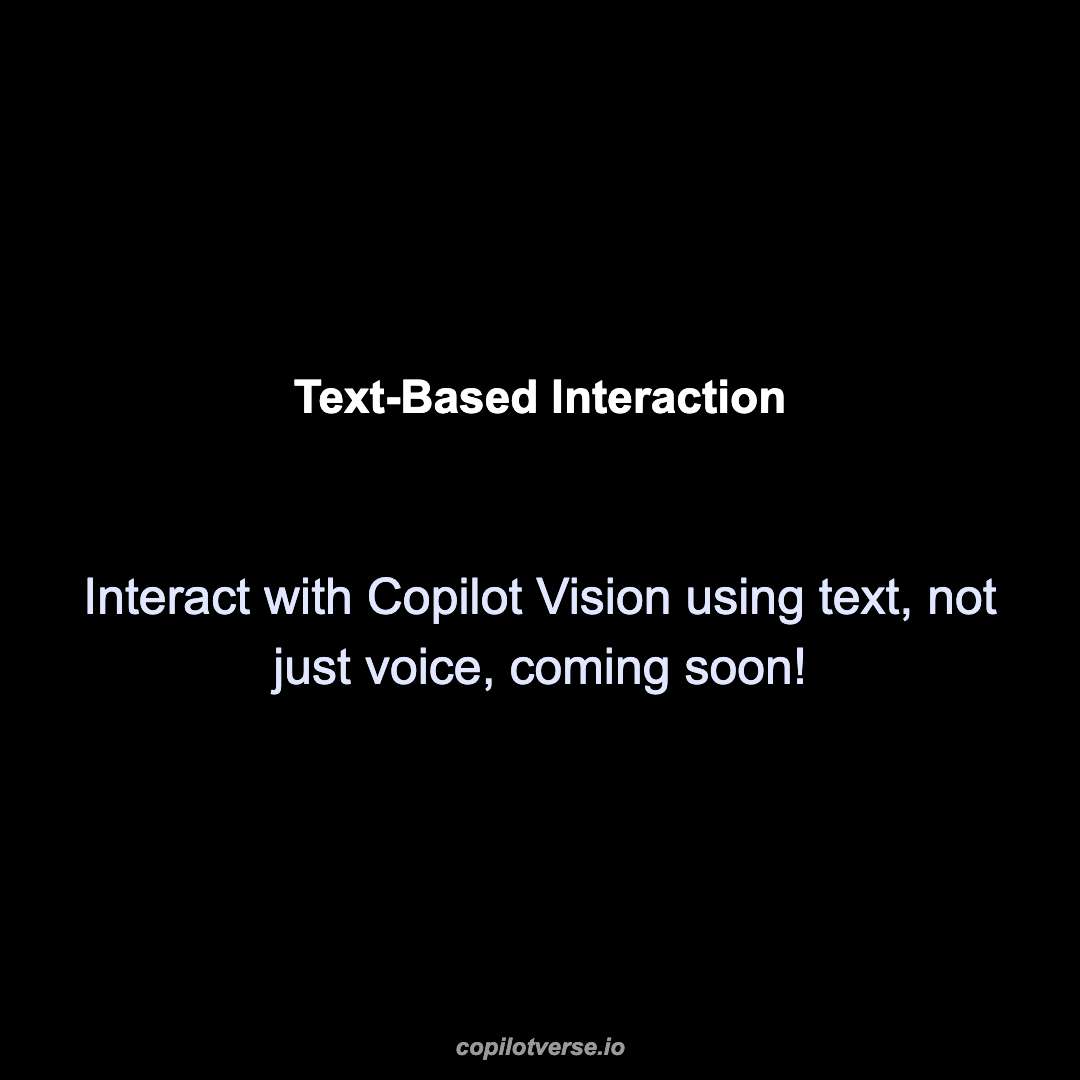 Text-Based Interaction
Interact with Copilot Vision using text, not
just voice, coming soon!
copilotverse.io